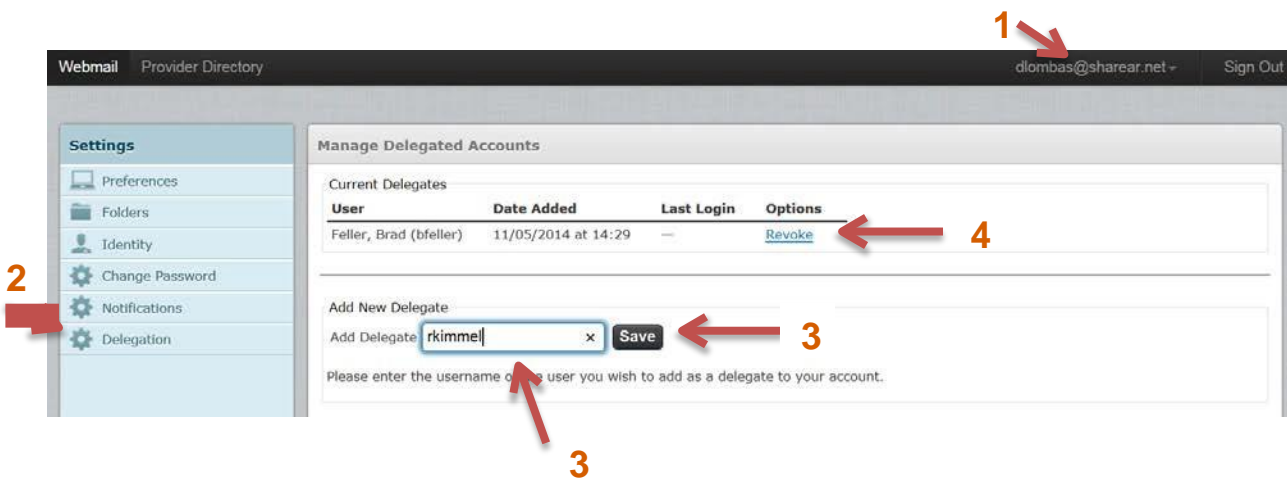 1
Webmail Provider Directory dlombas@sharear.net Sign Out
Settings
Manage Delegated Accounts
Preferences
Folders
Identity
Change Password
2
Notifications
Delegation
Current Delegates
User Date Added Last Login Options
Feller, Brad (bfeller) 11/05/2014 at 14:29 — Revoke
4
Add New Delegate
Add Delegate rkimmel × Save
3
Please enter the username user you wish to add as a delegate to your account.
3